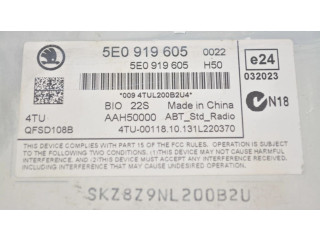 5E0 919 605 0022
5E0 919 605 H50
e24
032023
*009 4TUL200B2U4*
BIO 22S Made in China
N18
4TU AAH50000 ABT_Std_Radio
QFSD108B 4TU-00118.10.131L220370
THIS DEVICE COMPLIES WITH PART 15 OF THE FCC RULES. OPERATION IS SUBJECT TO
THE FOLLOWING TWO CONDITIONS: (1) THIS DEVICE MAY NOT CAUSE HARMFUL
INTERFERENCE, AND (2) THIS DEVICE MUST ACCEPT ANY INTERFERENCE RECEIVED,
INCLUDING INTERFERENCE THAT MAY CAUSE UNDESIRED OPERATION.
SKZ8Z9NL200B2U